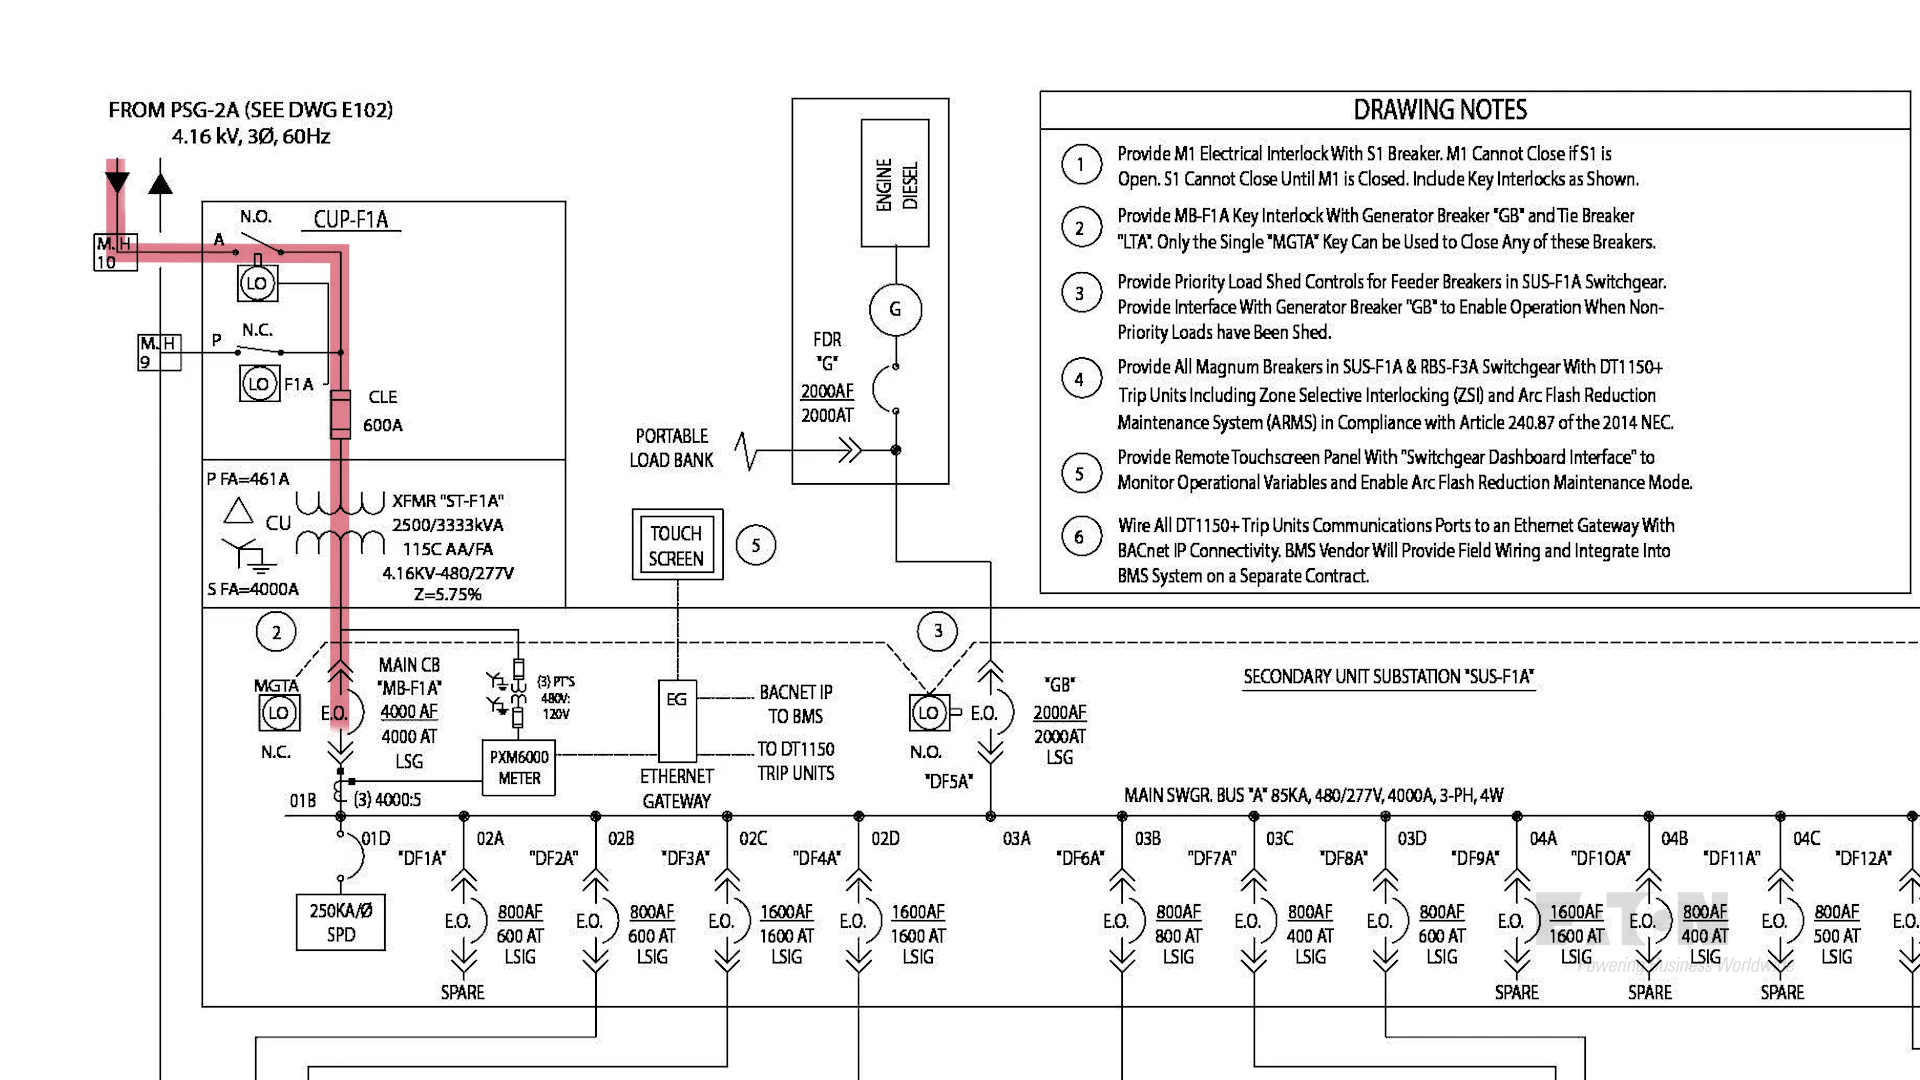 FROM PSG-2A (SEE DWG E102)
4.16 kV, 3Ø, 60Hz
M.H
10
M.H
9
A
N.O.
CUP-F1A
LO
N.C.
P
LO F1A
CLE
600A
P FA=461A
CU
S FA=4000A
XFMR "ST-F1A"
2500/3333kVA
115C AA/FA
4.16KV-480/277V
Z=5.75%
ENGINE
DIESEL
G
FDR
"G"
2000AF
2000AT
PORTABLE
LOAD BANK
TOUCH
SCREEN
5
DRAWING NOTES
1
Provide M1 Electrical Interlock With S1 Breaker. M1 Cannot Close if S1 is
Open. S1 Cannot Close Until M1 is Closed. Include Key Interlocks as Shown.
2
Provide MB-F1A Key Interlock With Generator Breaker "GB" and Tie Breaker
"LTA". Only the Single "MGTA" Key Can be Used to Close Any of these Breakers.
3
Provide Priority Load Shed Controls for Feeder Breakers in SUS-F1A Switchgear.
Provide Interface With Generator Breaker "GB" to Enable Operation When Non-
Priority Loads have Been Shed.
4
Provide All Magnum Breakers in SUS-F1A & RBS-F3A Switchgear With DT1150+
Trip Units Including Zone Selective Interlocking (ZSI) and Arc Flash Reduction
Maintenance System (ARMS) in Compliance with Article 240.87 of the 2014 NEC.
5
Provide Remote Touchscreen Panel With "Switchgear Dashboard Interface" to
Monitor Operational Variables and Enable Arc Flash Reduction Maintenance Mode.
6
Wire All DT1150+ Trip Units Communications Ports to an Ethernet Gateway With
BACnet IP Connectivity. BMS Vendor Will Provide Field Wiring and Integrate Into
BMS System on a Separate Contract.
2
MGTA
LO
N.C.
E.O.
MAIN CB
"MB-F1A"
4000 AF
4000 AT
LSG
(3) PT'S
480V:
120V
PXM6000
METER
EG
ETHERNET
GATEWAY
BACNET IP
TO BMS
TO DT1150
TRIP UNITS
3
LO
N.O.
E.O.
"GB"
2000AF
2000AT
LSG
"DF5A"
SECONDARY UNIT SUBSTATION "SUS-F1A"
01B
(3) 4000:5
MAIN SWGR. BUS "A" 85KA, 480/277V, 4000A, 3-PH, 4W
01D
250KA/Ø
SPD
02A
"DF1A"
E.O.
800AF
600 AT
LSIG
SPARE
02B
"DF2A"
E.O.
800AF
600 AT
LSIG
02C
"DF3A"
E.O.
1600AF
1600 AT
LSIG
02D
"DF4A"
E.O.
1600AF
1600 AT
LSIG
03A
03B
"DF6A"
E.O.
800AF
800 AT
LSIG
03C
"DF7A"
E.O.
800AF
400 AT
LSIG
03D
"DF8A"
E.O.
800AF
600 AT
LSIG
04A
"DF9A"
E.O.
1600AF
1600 AT
LSIG
SPARE
04B
"DF10A"
E.O.
800AF
400 AT
LSIG
SPARE
04C
"DF11A"
E.O.
800AF
500 AT
LSIG
SPARE
"DF12A"
E.O.
EATON
Powering Business Worldwide